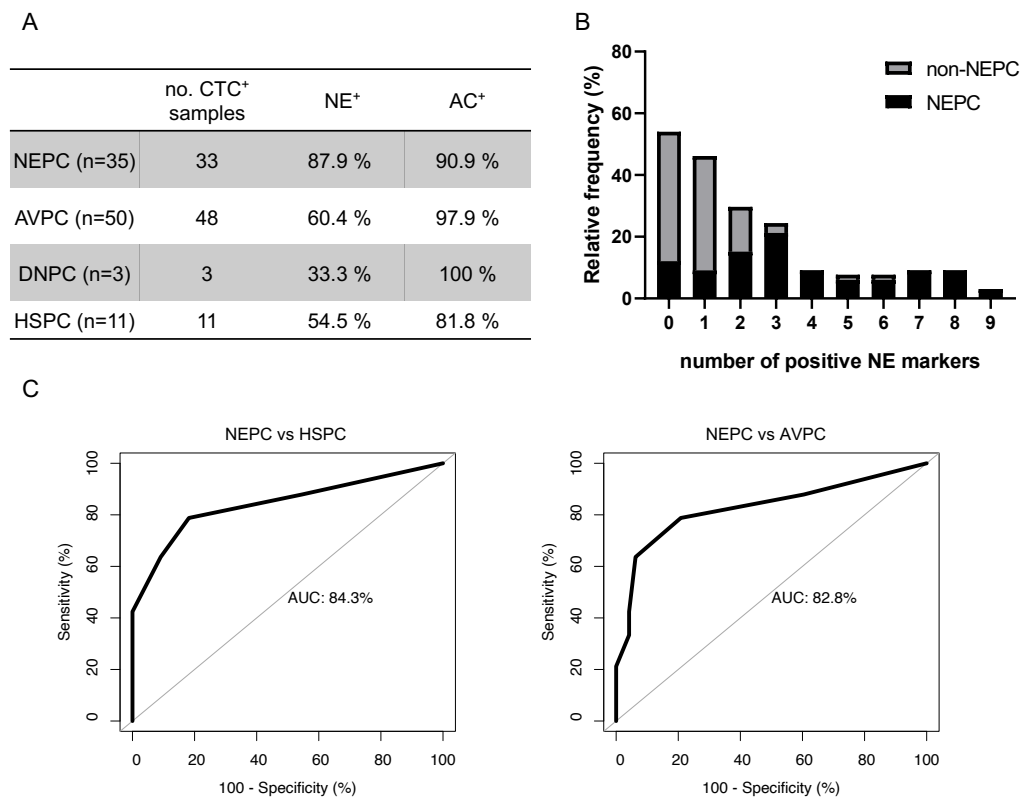 A
no. CTC+ samples NE+ AC+
NEPC (n=35) 33 87.9 % 90.9 %
AVPC (n=50) 48 60.4 % 97.9 %
DNPC (n=3) 3 33.3 % 100 %
HSPC (n=11) 11 54.5 % 81.8 %
B
Relative frequency (%)
80
60
40
20
0
0 1 2 3 4 5 6 7 8 9
number of positive NE markers
non-NEPC
NEPC
C
NEPC vs HSPC
Sensitivity (%)
100
80
60
40
20
0
AUC: 84.3%
0 20 40 60 80 100
100 - Specificity (%)
NEPC vs AVPC
Sensitivity (%)
100
80
60
40
20
0
AUC: 82.8%
0 20 40 60 80 100
100 - Specificity (%)